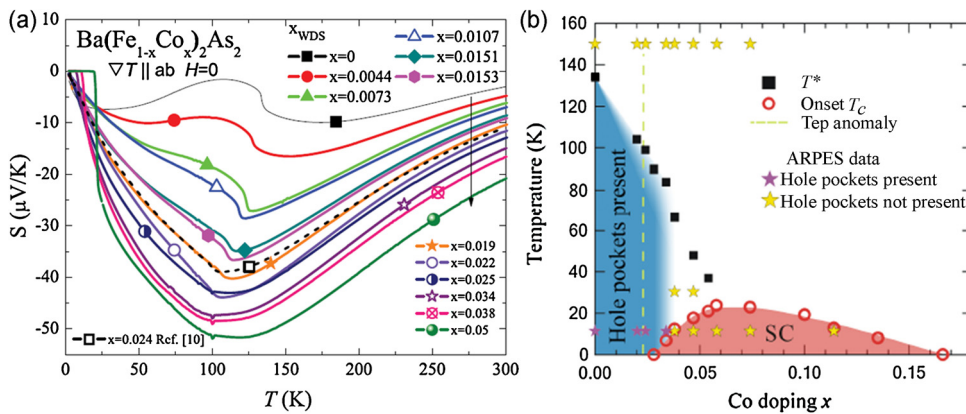 (a)
Ba(Fe1-xCox)2As2
∇T || ab H=0
xWDS
x=0
x=0.0044
x=0.0073
x=0.0107
x=0.0151
x=0.0153
x=0.019
x=0.022
x=0.025
x=0.034
x=0.038
x=0.05
x=0.024 Ref. [10]
S (μV/K)
10
0
-10
-20
-30
-40
-50
0 50 100 150 200 250 300
T (K)
(b)
T*
Onset TC
Tep anomaly
ARPES data
Hole pockets present
Hole pockets not present
Hole pockets present
SC
Temperature (K)
160
140
120
100
80
60
40
20
0
0.00 0.05 0.10 0.15
Co doping x